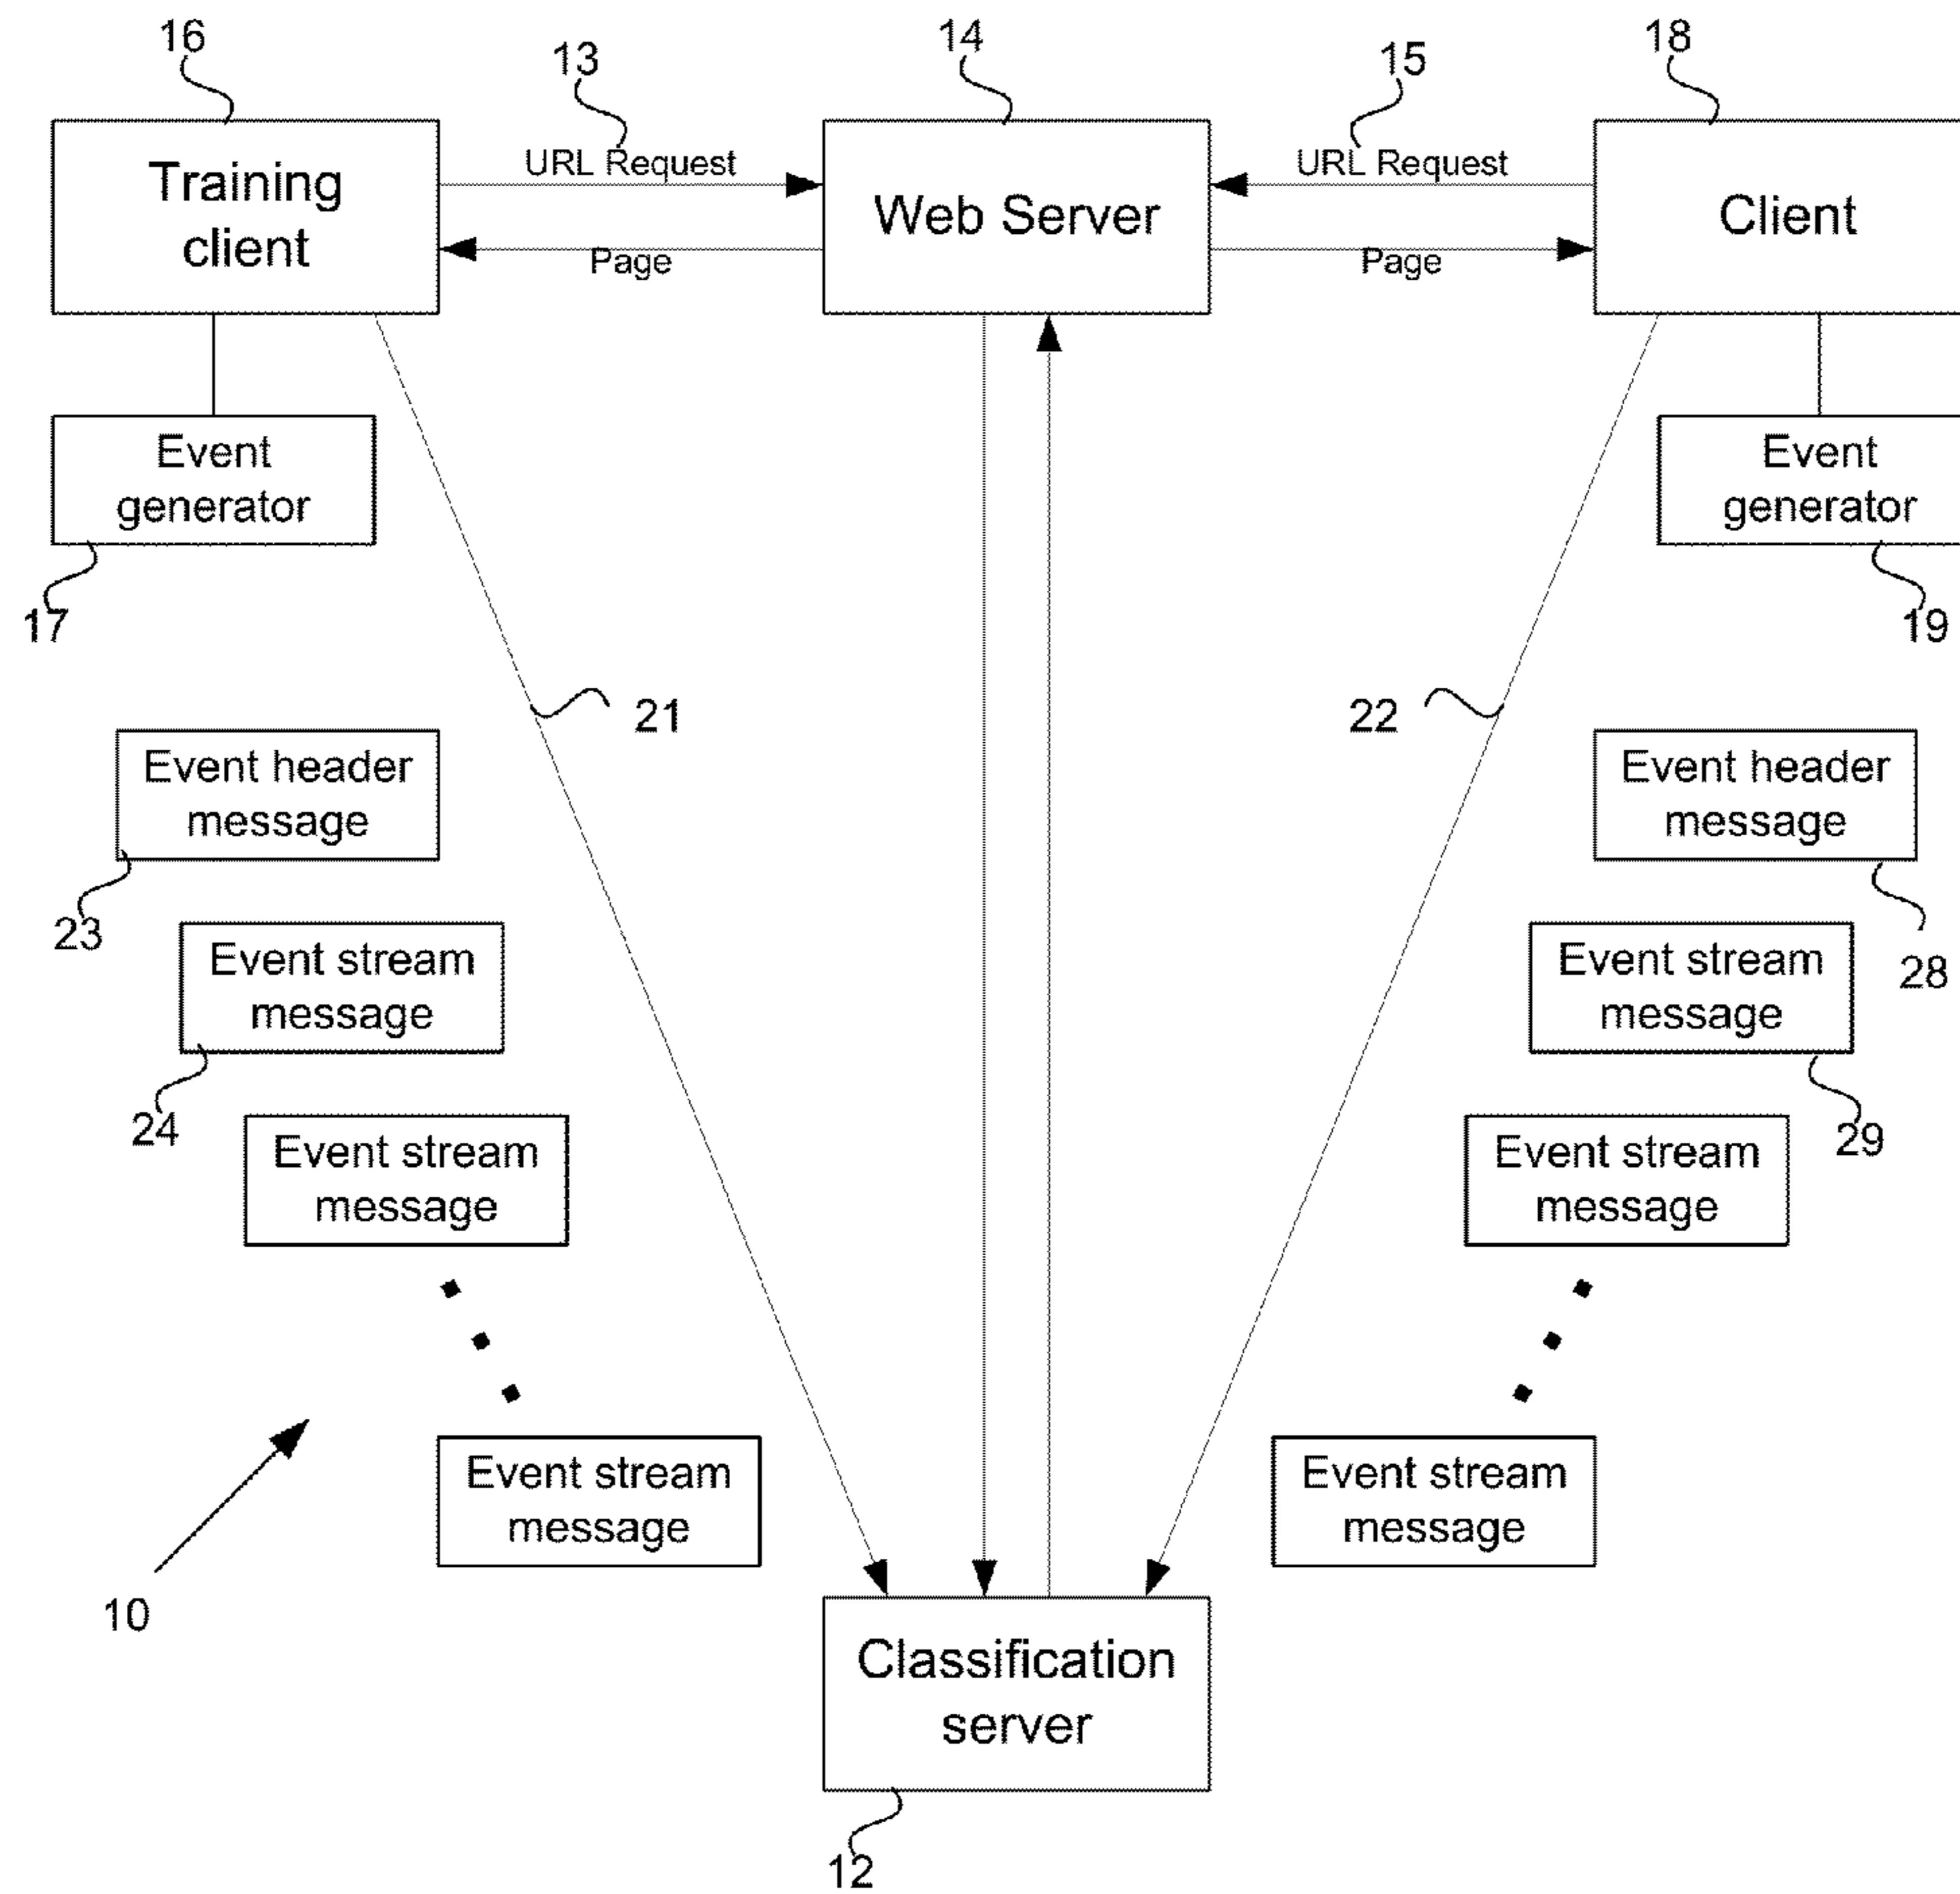 16
13
14
15
18
Training
client
URL Request
Page
Web Server
URL Request
Page
Client
Event
generator
Event
generator
17
19
21
22
Event header
message
Event header
message
23
28
Event stream
message
Event stream
message
24
29
Event stream
message
Event stream
message
Event stream
message
Event stream
message
10
Classification
server
12